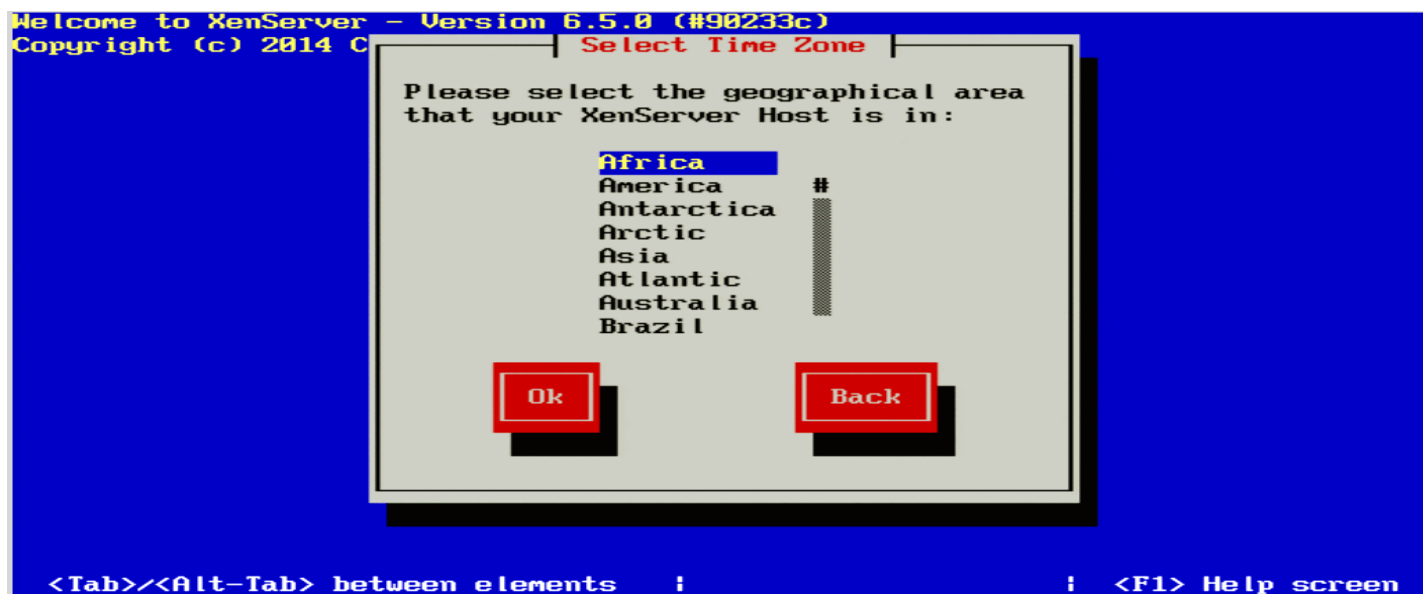 Welcome to XenServer - Version 6.5.0 (#90233c)
Copyright (c) 2014 C
Select Time Zone
Please select the geographical area
that your XenServer Host is in:
Africa
America #
Antarctica
Arctic
Asia
Atlantic
Australia
Brazil
Ok Back
<Tab>/<Alt-Tab> between elements | | <F1> Help screen